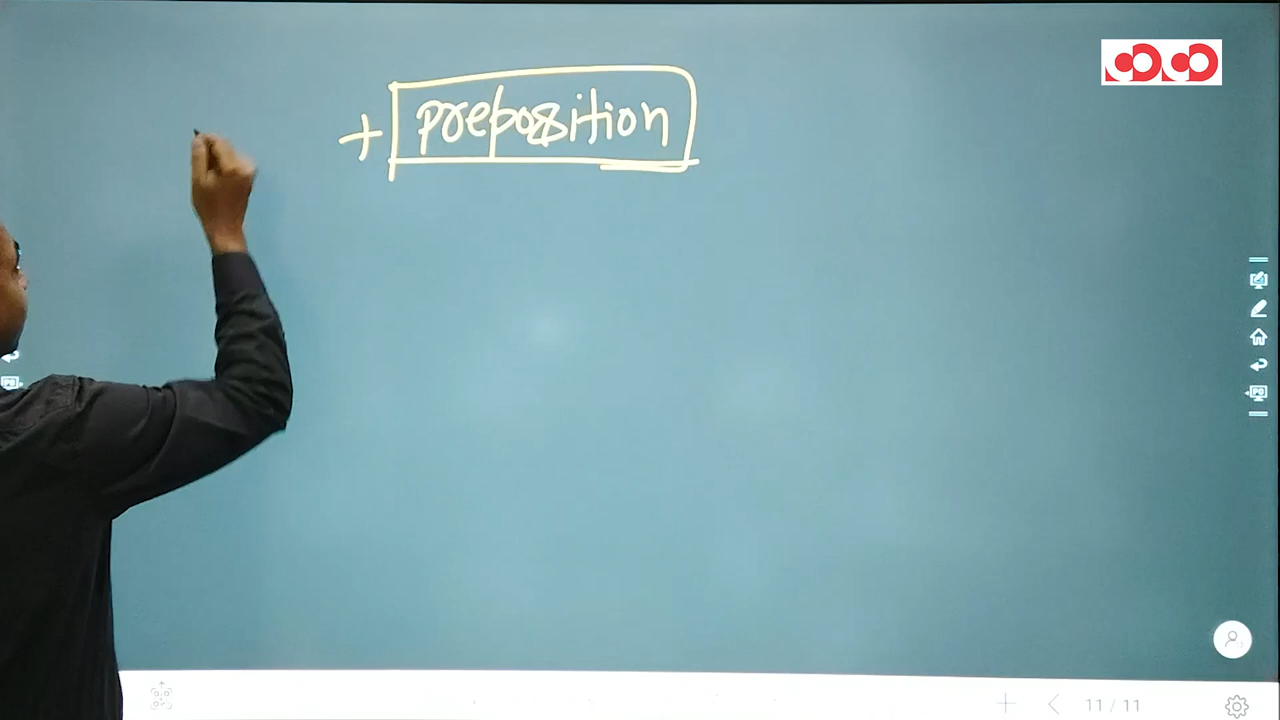 + preposition
11 / 11